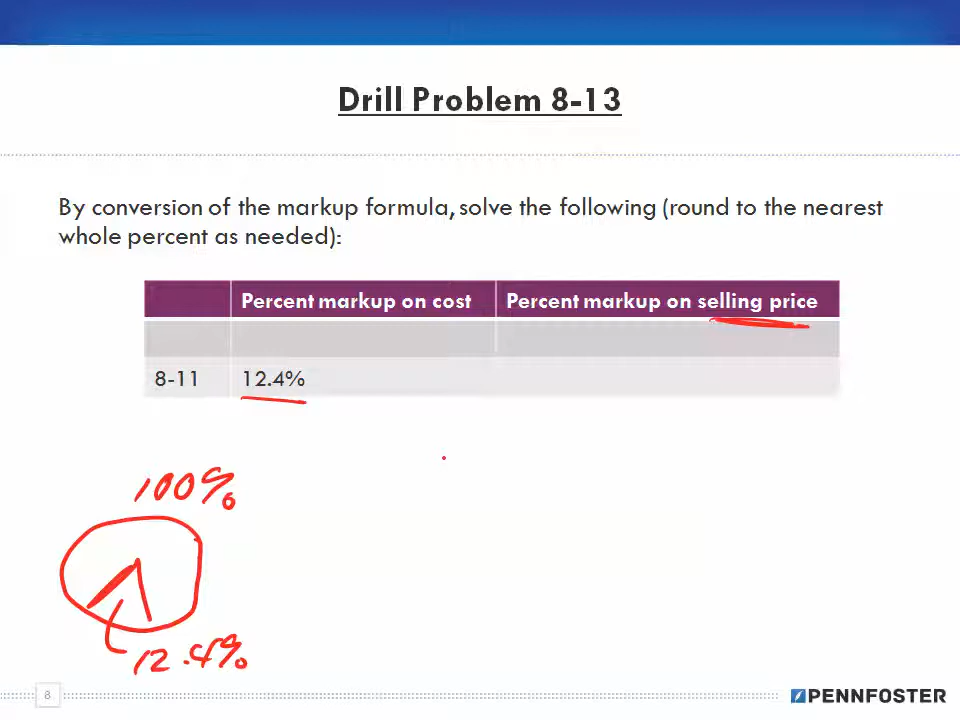 Drill Problem 8-13
By conversion of the markup formula, solve the following (round to the nearest
whole percent as needed):
Percent markup on cost Percent markup on selling price
8-11 12.4%
100%
12.4%
8 PENNFOSTER